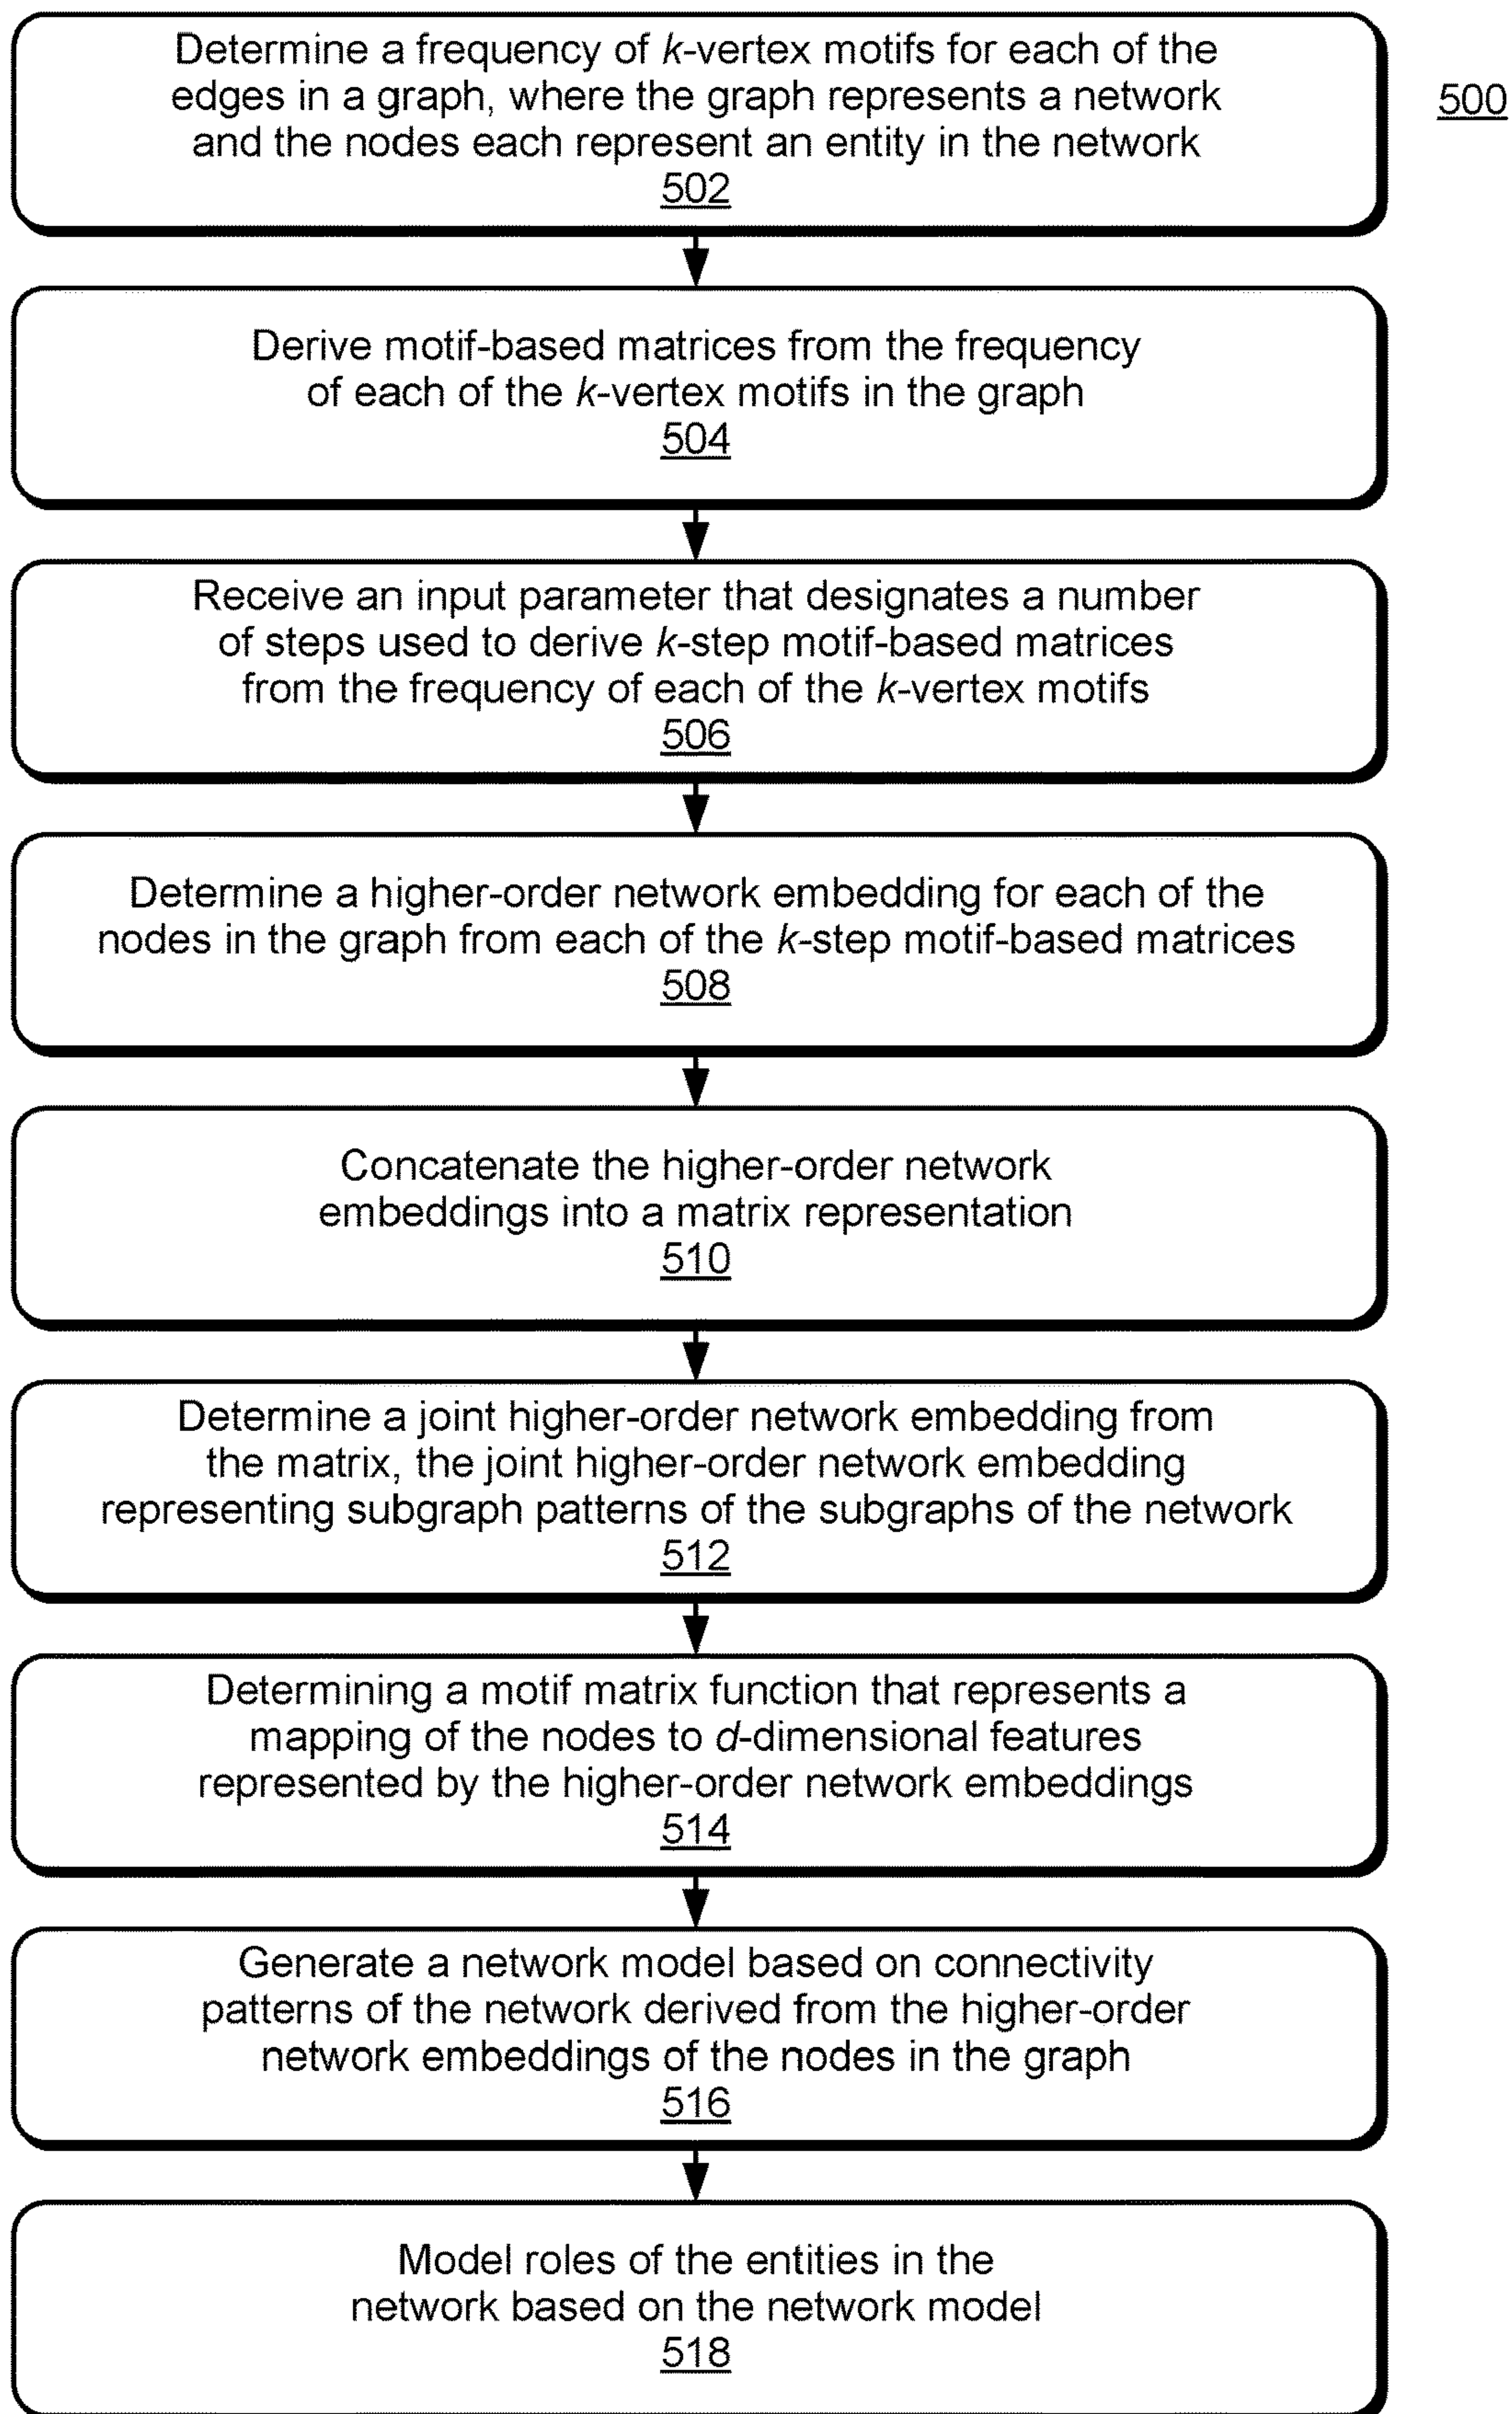 Determine a frequency of k-vertex motifs for each of the
edges in a graph, where the graph represents a network
and the nodes each represent an entity in the network
502
500
Derive motif-based matrices from the frequency
of each of the k-vertex motifs in the graph
504
Receive an input parameter that designates a number
of steps used to derive k-step motif-based matrices
from the frequency of each of the k-vertex motifs
506
Determine a higher-order network embedding for each of the
nodes in the graph from each of the k-step motif-based matrices
508
Concatenate the higher-order network
embeddings into a matrix representation
510
Determine a joint higher-order network embedding from
the matrix, the joint higher-order network embedding
representing subgraph patterns of the subgraphs of the network
512
Determining a motif matrix function that represents a
mapping of the nodes to d-dimensional features
represented by the higher-order network embeddings
514
Generate a network model based on connectivity
patterns of the network derived from the higher-order
network embeddings of the nodes in the graph
516
Model roles of the entities in the
network based on the network model
518